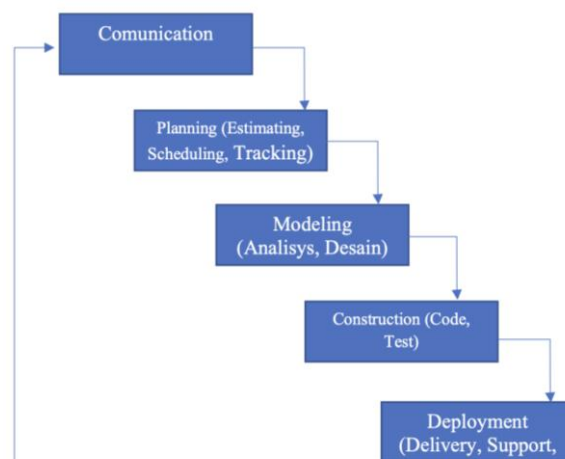 Comunication
Planning (Estimating,
Scheduling, Tracking)
Modeling
(Analisys, Desain)
Construction (Code,
Test)
Deployment
(Delivery, Support,